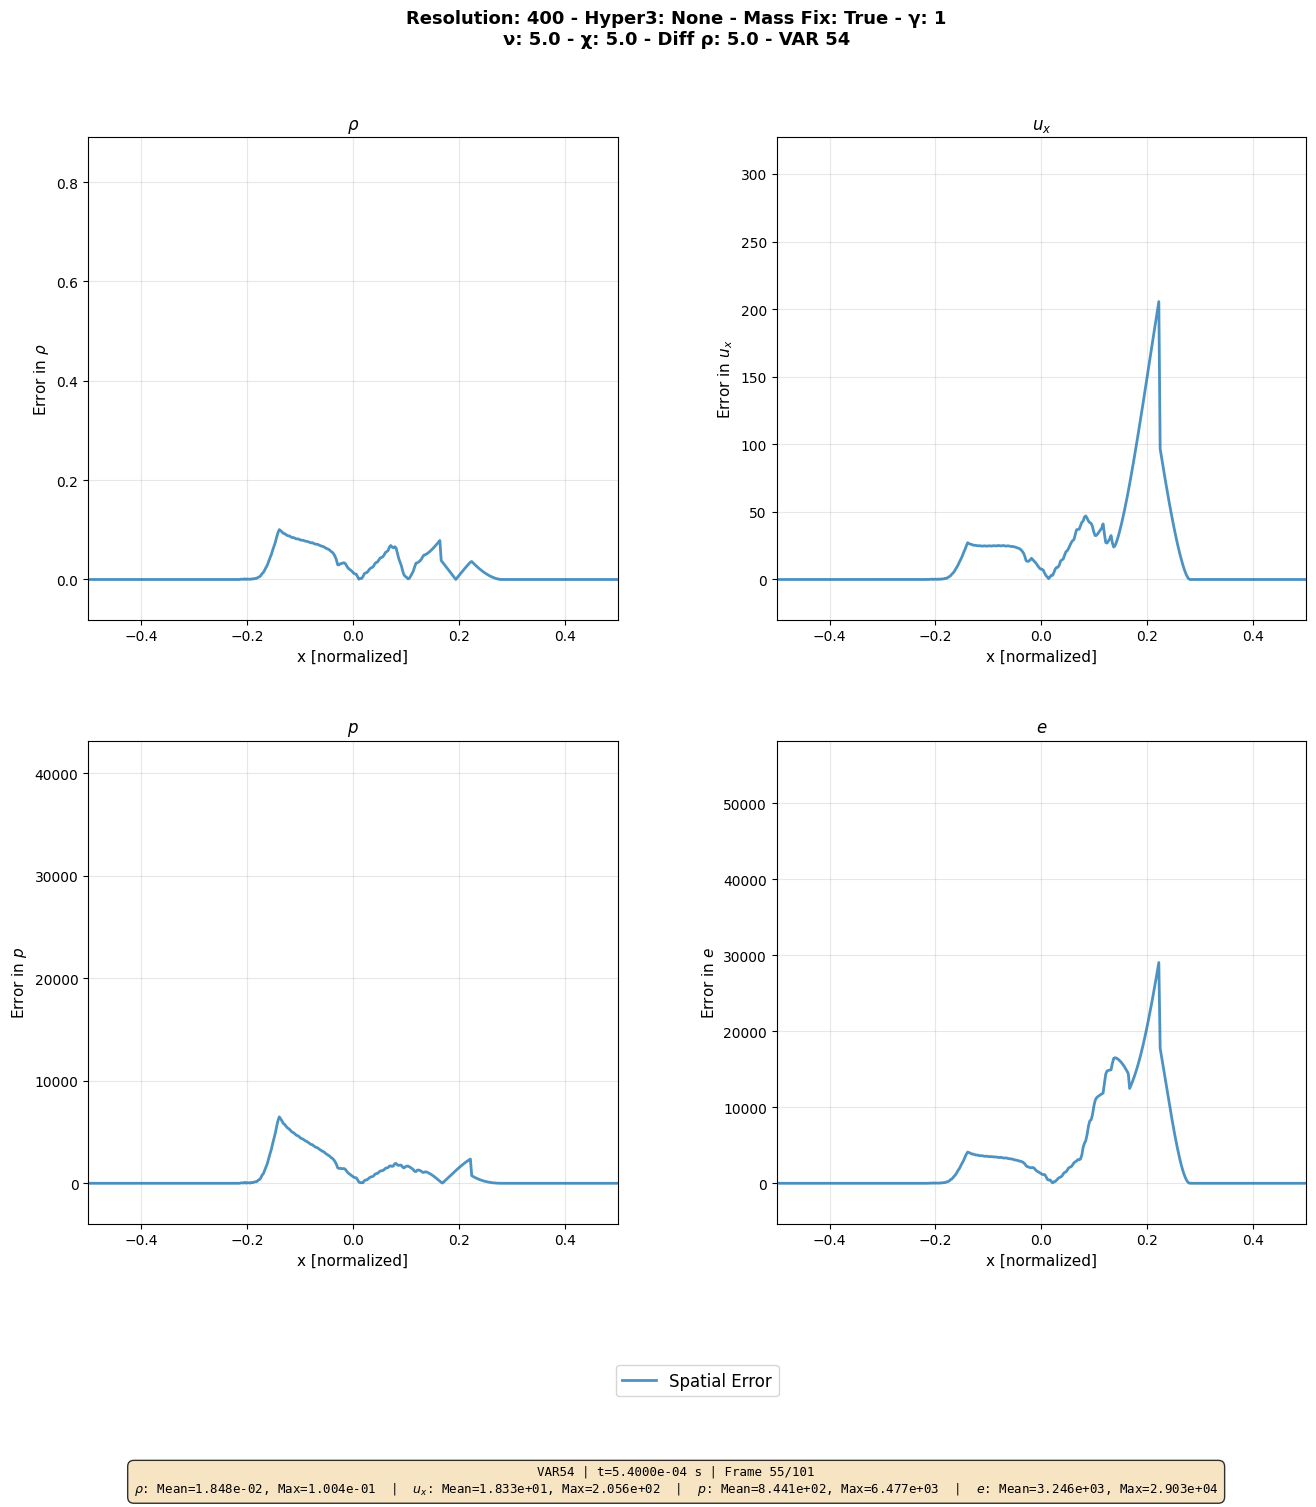 Resolution: 400 - Hyper3: None - Mass Fix: True - γ: 1
ν: 5.0 - χ: 5.0 - Diff ρ: 5.0 - VAR 54
ρ
0.8
0.6
0.4
0.2
0.0
Error in ρ
−0.4 −0.2 0.0 0.2 0.4
x [normalized]
u_x
300
250
200
150
100
50
0
Error in u_x
−0.4 −0.2 0.0 0.2 0.4
x [normalized]
p
40000
30000
20000
10000
0
Error in p
−0.4 −0.2 0.0 0.2 0.4
x [normalized]
e
50000
40000
30000
20000
10000
0
Error in e
−0.4 −0.2 0.0 0.2 0.4
x [normalized]
Spatial Error
VAR54 | t=5.4000e-04 s | Frame 55/101
ρ: Mean=1.848e-02, Max=1.004e-01 | u_x: Mean=1.833e+01, Max=2.056e+02 | p: Mean=8.441e+02, Max=6.477e+03 | e: Mean=3.246e+03, Max=2.903e+04